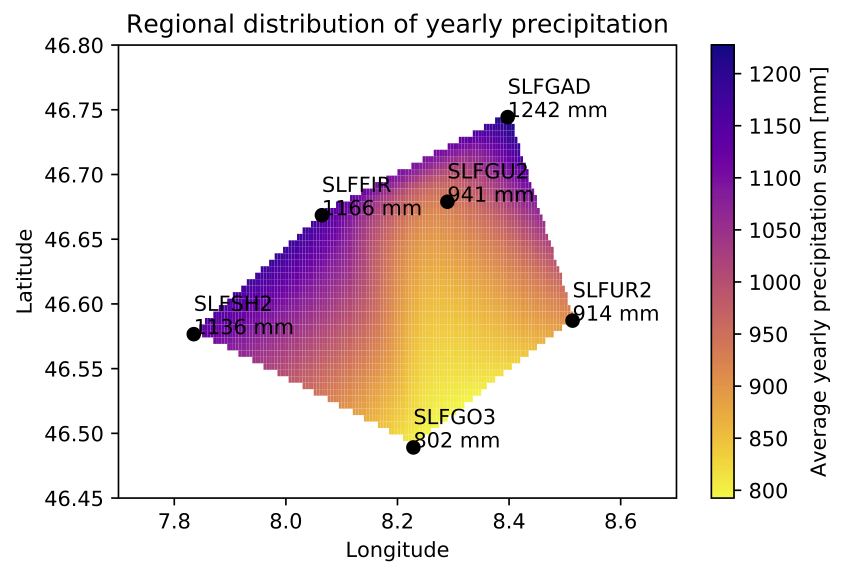 Regional distribution of yearly precipitation
46.80
46.75
46.70
46.65
46.60
46.55
46.50
46.45
Latitude
SLFGAD
1242 mm
SLFGU2
941 mm
SLFFIR
1166 mm
SLFSH2
1136 mm
SLFUR2
914 mm
SLFGO3
802 mm
7.8
8.0
8.2
8.4
8.6
Longitude
1200
1150
1100
1050
1000
950
900
850
800
Average yearly precipitation sum [mm]